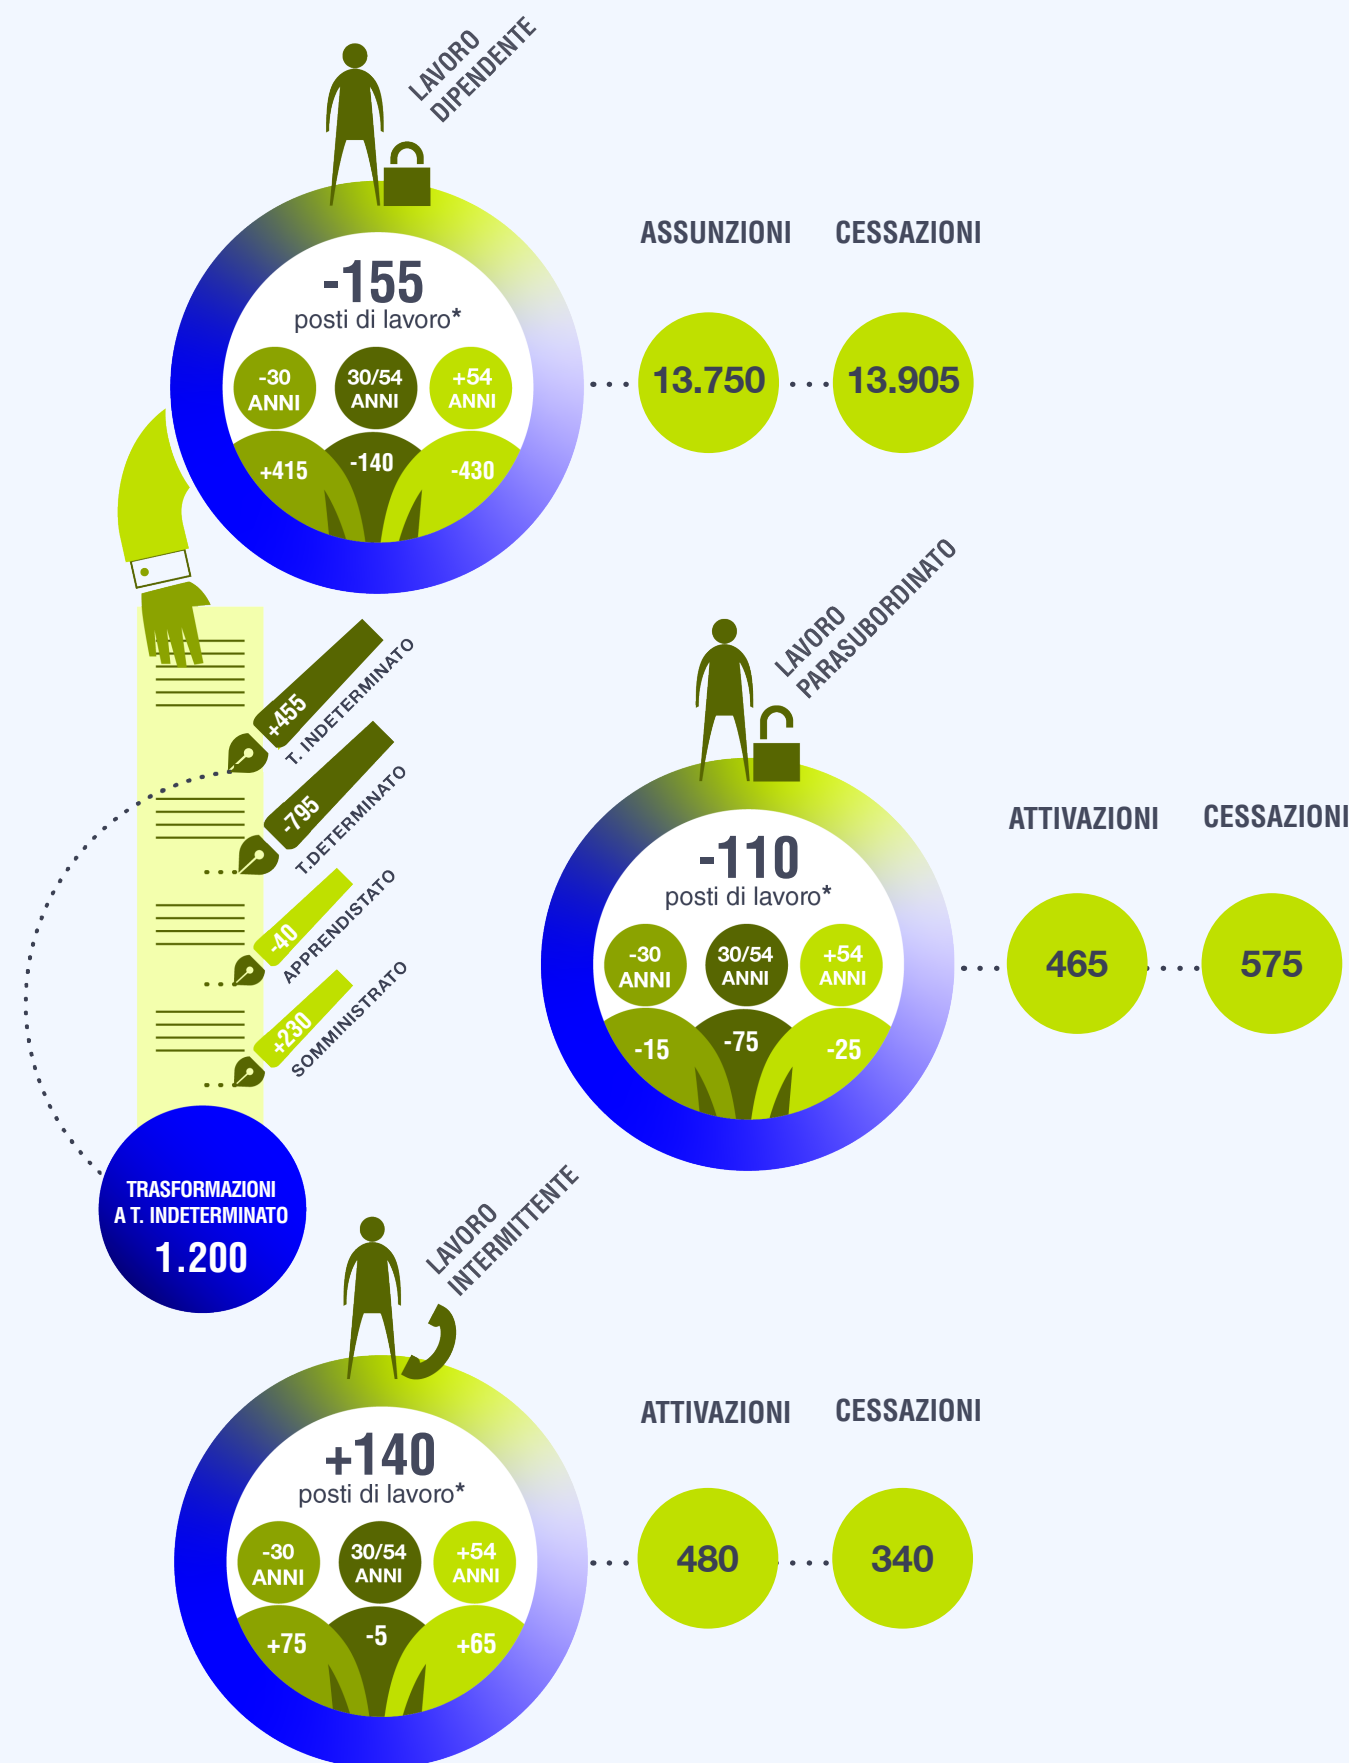 LAVORO
DIPENDENTE
ASSUNZIONI
CESSAZIONI
-155
posti di lavoro*
-30
ANNI
30/54
ANNI
+54
ANNI
+415
-140
-430
13.750
13.905
+455
T. INDETERMINATO
-795
T.DETERMINATO
-40
APPRENDISTATO
+230
SOMMINISTRATO
TRASFORMAZIONI
A T. INDETERMINATO
1.200
LAVORO
PARASUBORDINATO
ATTIVAZIONI
CESSAZIONI
-110
posti di lavoro*
-30
ANNI
30/54
ANNI
+54
ANNI
-15
-75
-25
465
575
LAVORO
INTERMITTENTE
ATTIVAZIONI
CESSAZIONI
+140
posti di lavoro*
-30
ANNI
30/54
ANNI
+54
ANNI
+75
-5
+65
480
340